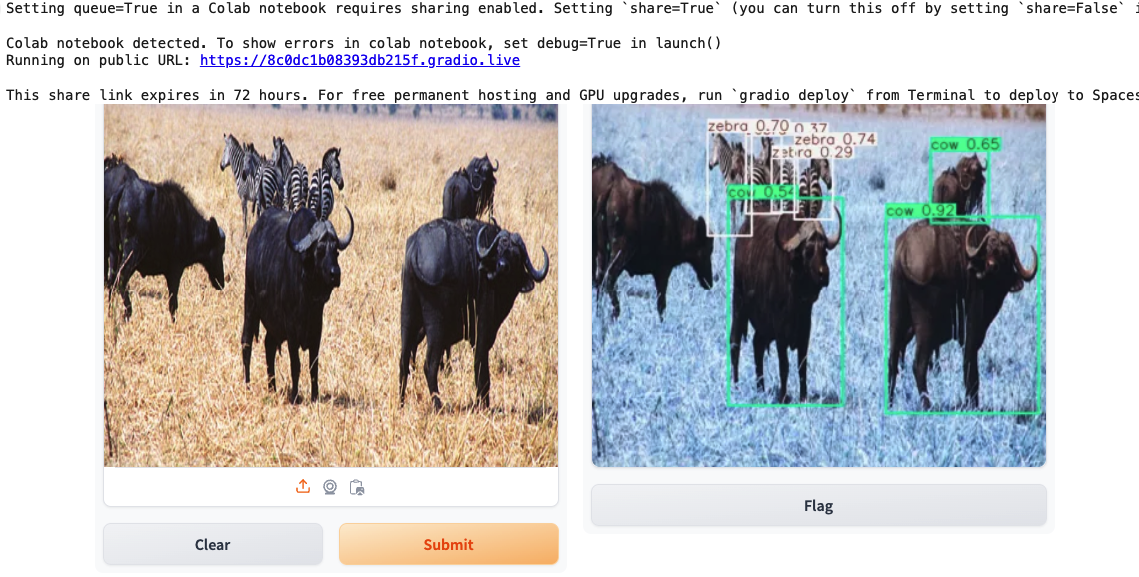 Setting queue=True in a Colab notebook requires sharing enabled. Setting `share=True` (you can turn this off by setting `share=False`
Colab notebook detected. To show errors in colab notebook, set debug=True in launch()
Running on public URL: https://8c0dc1b08393db215f.gradio.live
This share link expires in 72 hours. For free permanent hosting and GPU upgrades, run `gradio deploy` from Terminal to deploy to Spaces
zebra 0.70 0.37
zebra 0.74
zebra 0.29
cow 0.65
cow 0.54
cow 0.92
Flag
Clear
Submit